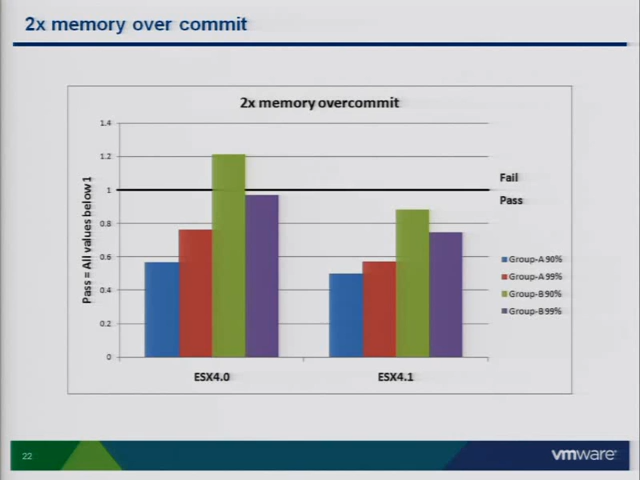 2x memory over commit
2x memory overcommit
Pass = All values below 1
1.4
1.2
1
0.8
0.6
0.4
0.2
0
Fail
Pass
Group-A 90%
Group-A 99%
Group-B 90%
Group-B 99%
ESX4.0
ESX4.1
22
vmware